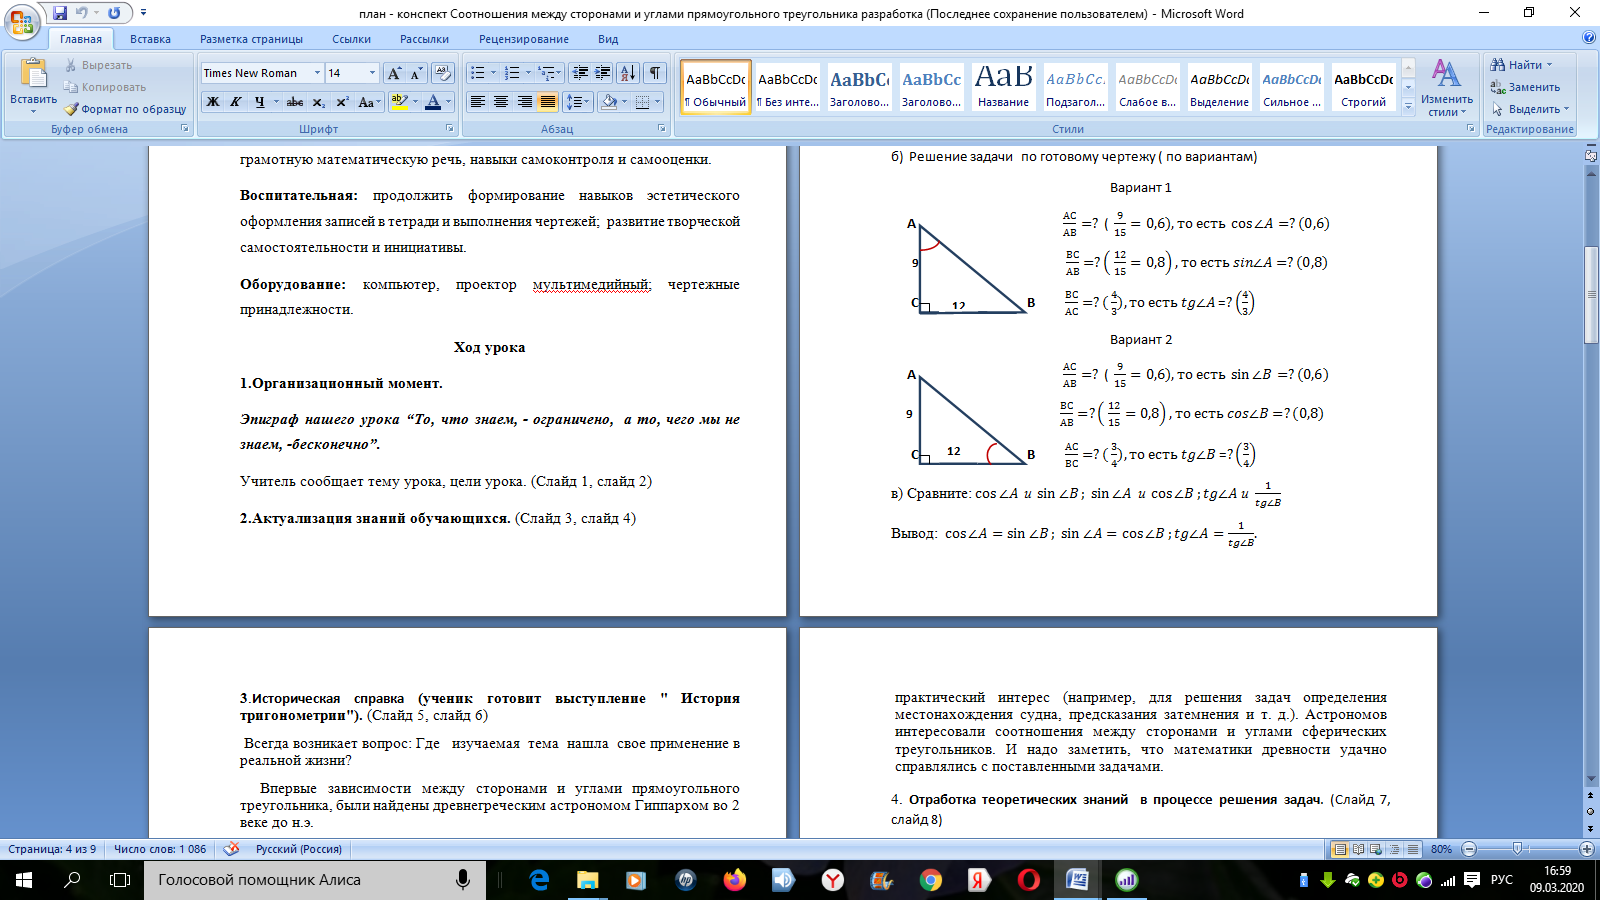 план - конспект Соотношения между сторонами и углами прямоугольного треугольника разработка (Последнее сохранение пользователем) - Microsoft Word
Главная Вставка Разметка страницы Ссылки Рассылки Рецензирование Вид
Вставить
Вырезать
Копировать
Формат по образцу
Буфер обмена
Times New Roman 14
Ж К Ч abc x₂ x² Aa
Шрифт
Абзац
AaBbCcDc AaBbCcDc AaBbCc AaBbCc AaB AaBbCc. AaBbCcDc AaBbCcDc AaBbCcDc AaBbCcDc
¶ Обычный ¶ Без инте... Заголово... Заголово... Название Подзагол... Слабое в... Выделение Сильное ... Строгий
Стили
Изменить
стили
Найти
Заменить
Выделить
Редактирование
грамотную математическую речь, навыки самоконтроля и самооценки.
Воспитательная: продолжить формирование навыков эстетического
оформления записей в тетради и выполнения чертежей; развитие творческой
самостоятельности и инициативы.
Оборудование: компьютер, проектор мультимедийный; чертежные
принадлежности.
Ход урока
1.Организационный момент.
Эпиграф нашего урока “То, что знаем, - ограничено, а то, чего мы не
знаем, -бесконечно”.
Учитель сообщает тему урока, цели урока. (Слайд 1, слайд 2)
2.Актуализация знаний обучающихся. (Слайд 3, слайд 4)
б) Решение задачи по готовому чертежу ( по вариантам)
Вариант 1
A
9
C
12
B
AC/AB =? ( 9/15 = 0,6), то есть cos∠A =? (0,6)
BC/AB =? ( 12/15 = 0,8) , то есть sin∠A =? (0,8)
BC/AC =? (4/3), то есть tg∠A =? (4/3)
Вариант 2
A
9
C
12
B
AC/AB =? ( 9/15 = 0,6), то есть sin ∠B =? (0,6)
BC/AB =? ( 12/15 = 0,8) , то есть cos∠B =? (0,8)
AC/BC =? (3/4), то есть tg∠B =? (3/4)
в) Сравните: cos ∠A и sin ∠B ; sin ∠A и cos∠B ; tg∠A и 1/tg∠B
Вывод: cos∠A = sin ∠B ; sin ∠A = cos∠B ; tg∠A = 1/tg∠B.
3.Историческая справка (ученик готовит выступление " История
тригонометрии"). (Слайд 5, слайд 6)
Всегда возникает вопрос: Где изучаемая тема нашла свое применение в
реальной жизни?
Впервые зависимости между сторонами и углами прямоугольного
треугольника, были найдены древнегреческим астрономом Гиппархом во 2
веке до н.э.
практический интерес (например, для решения задач определения
местонахождения судна, предсказания затемнения и т. д.). Астрономов
интересовали соотношения между сторонами и углами сферических
треугольников. И надо заметить, что математики древности удачно
справлялись с поставленными задачами.
4. Отработка теоретических знаний в процессе решения задач. (Слайд 7,
слайд 8)
Страница: 4 из 9 Число слов: 1 086 Русский (Россия) 80%
Голосовой помощник Алиса
РУС
16:59
09.03.2020